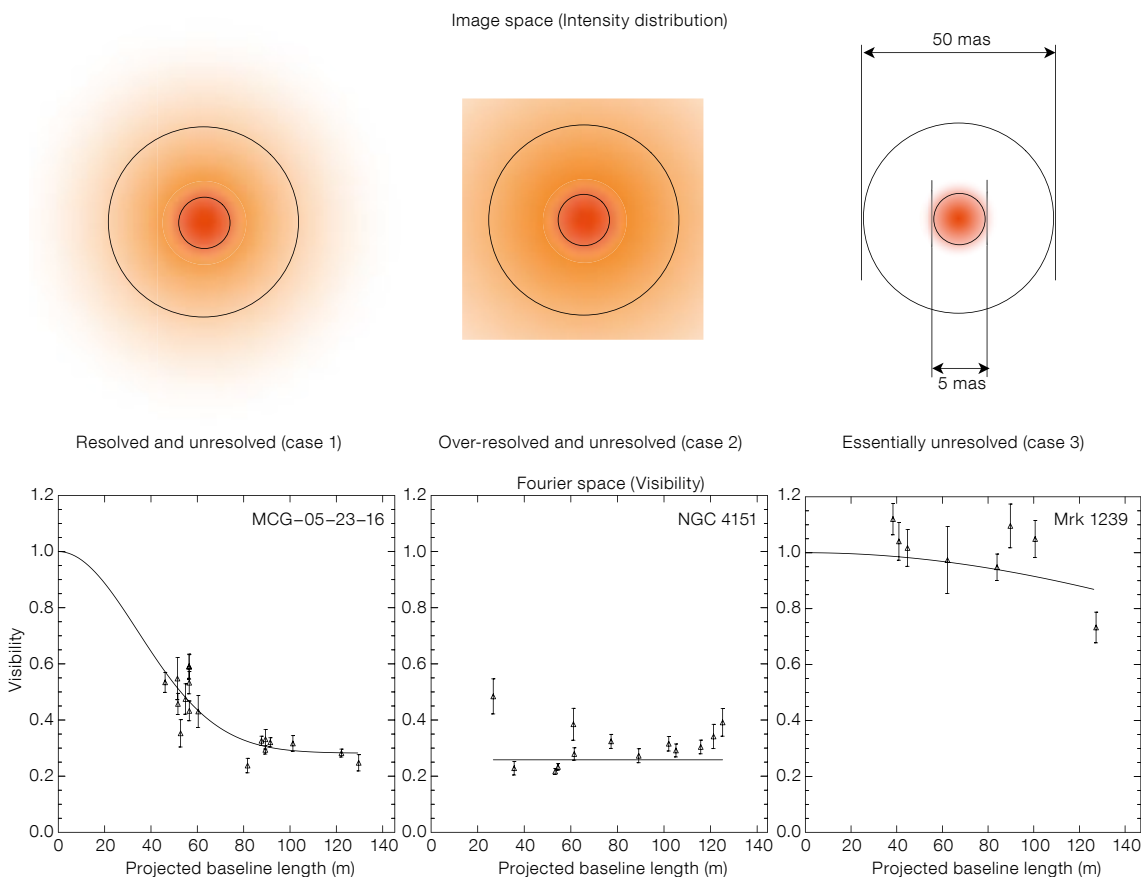 Image space (Intensity distribution)
50 mas
5 mas
Resolved and unresolved (case 1)
Over-resolved and unresolved (case 2)
Essentially unresolved (case 3)
Fourier space (Visibility)
MCG–05–23–16
NGC 4151
Mrk 1239
Visibility
1.2
1.0
0.8
0.6
0.4
0.2
0.0
0 20 40 60 80 100 120 140
Projected baseline length (m)
1.2
1.0
0.8
0.6
0.4
0.2
0.0
0 20 40 60 80 100 120 140
Projected baseline length (m)
1.2
1.0
0.8
0.6
0.4
0.2
0.0
0 20 40 60 80 100 120 140
Projected baseline length (m)